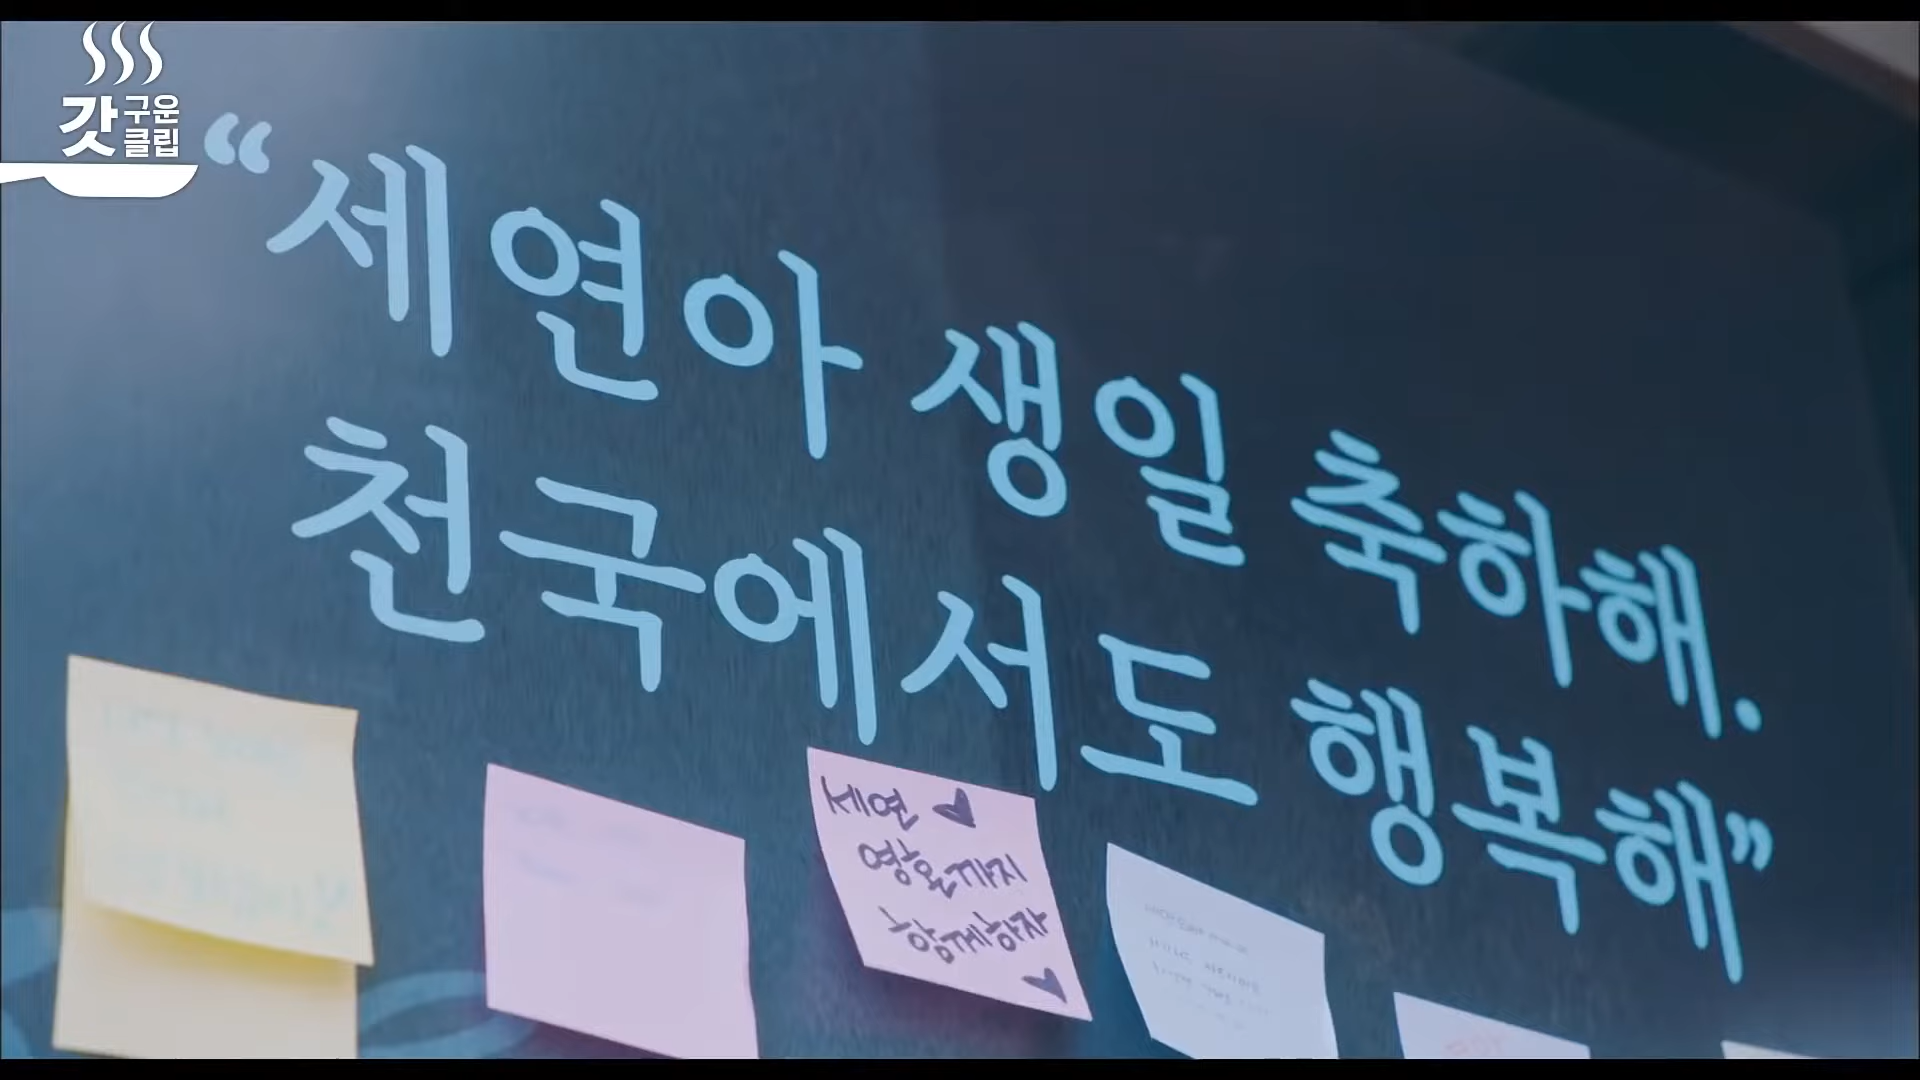 갓구운
클립
“세연아 생일 축하해.
천국에서도 행복해”
세연♥
영원까지
함께하자
♥